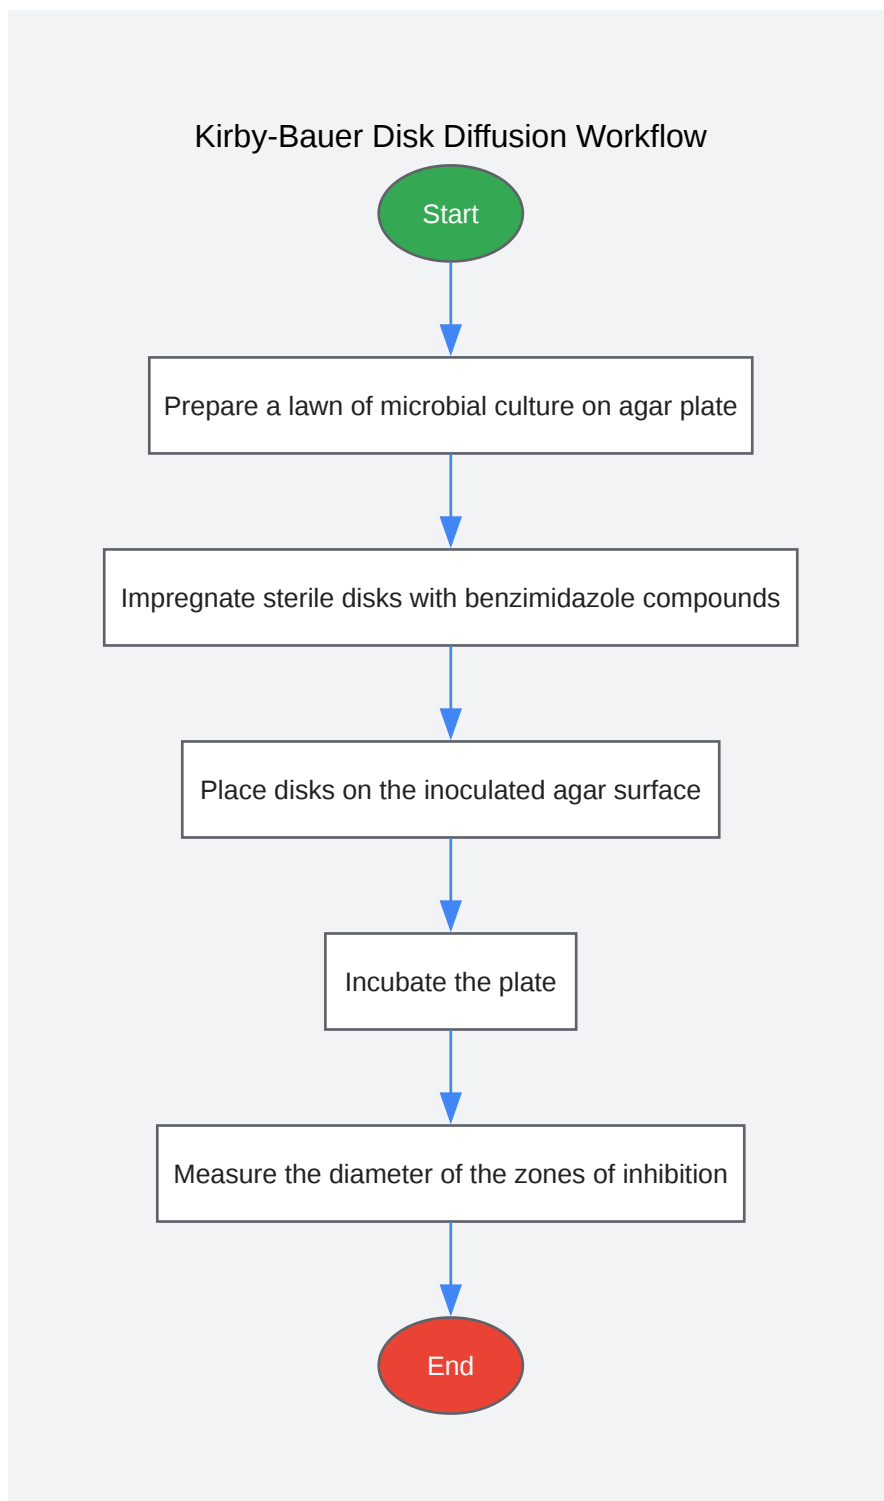 Kirby-Bauer Disk Diffusion Workflow
Start
Prepare a lawn of microbial culture on agar plate
Impregnate sterile disks with benzimidazole compounds
Place disks on the inoculated agar surface
Incubate the plate
Measure the diameter of the zones of inhibition
End